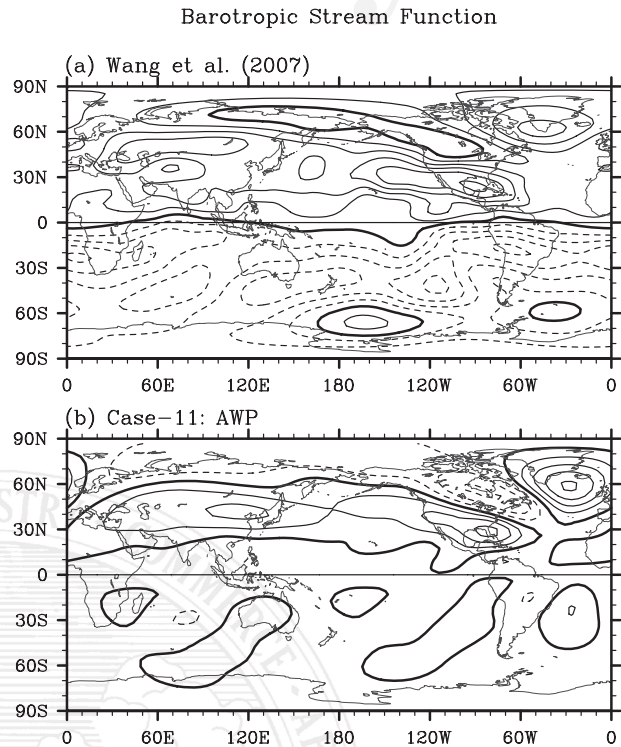 Barotropic Stream Function
(a) Wang et al. (2007)
90N
60N
30N
0
30S
60S
90S
0 60E 120E 180 120W 60W 0
(b) Case-11: AWP
90N
60N
30N
0
30S
60S
90S
0 60E 120E 180 120W 60W 0